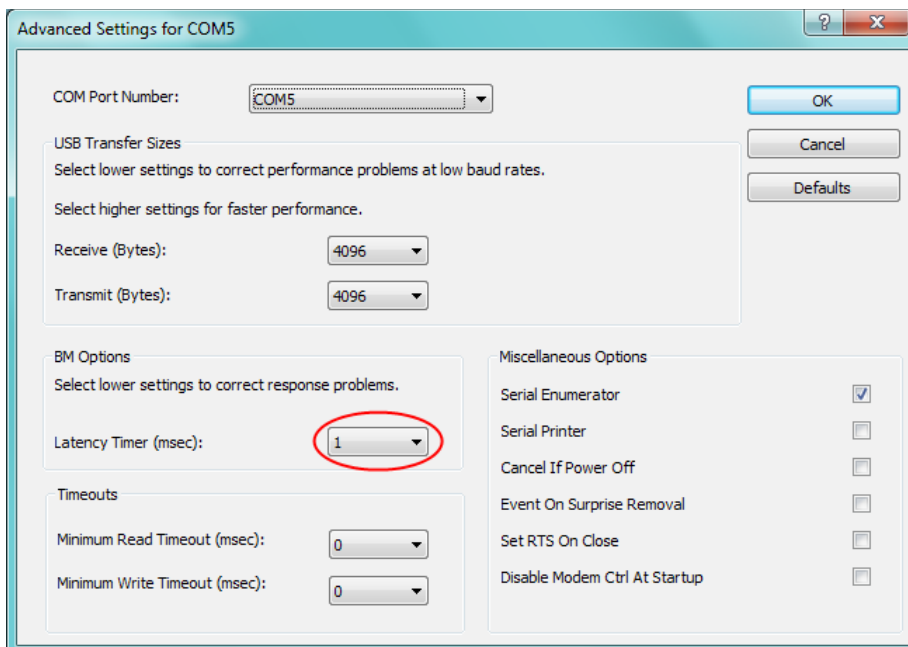 Advanced Settings for COM5
?
X
COM Port Number: COM5
OK
Cancel
Defaults
USB Transfer Sizes
Select lower settings to correct performance problems at low baud rates.
Select higher settings for faster performance.
Receive (Bytes): 4096
Transmit (Bytes): 4096
BM Options
Select lower settings to correct response problems.
Latency Timer (msec): 1
Timeouts
Minimum Read Timeout (msec): 0
Minimum Write Timeout (msec): 0
Miscellaneous Options
Serial Enumerator
Serial Printer
Cancel If Power Off
Event On Surprise Removal
Set RTS On Close
Disable Modem Ctrl At Startup